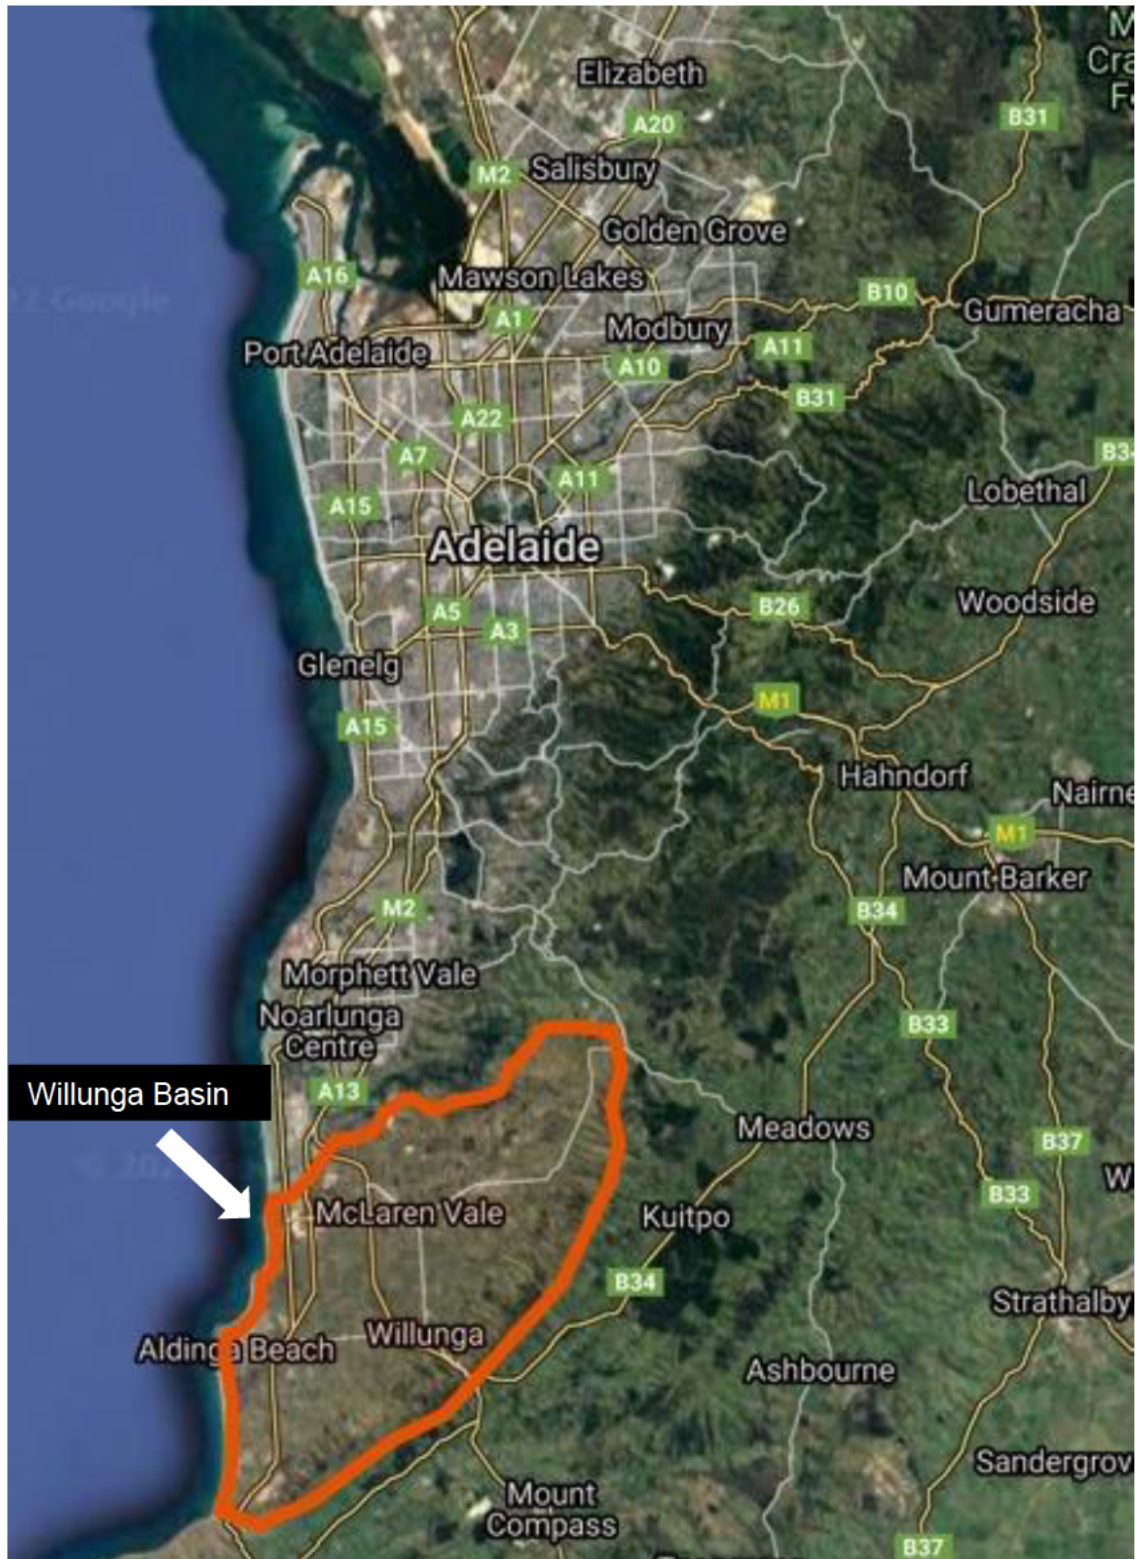 M
Cra
F
Elizabeth
B31
A20
M2
Salisbury
Golden Grove
A16
Mawson Lakes
B10
Gumeracha
A1
Modbury
Port Adelaide
A11
A10
B31
A22
A7
A11
B34
A15
Lobethal
Adelaide
Woodside
B26
A5
A3
Glenelg
M1
A15
Hahndorf
Nairne
M1
Mount Barker
M2
B34
Morphett Vale
Noarlunga
Centre
B33
Willunga Basin
A13
Meadows
B37
B33
W
McLaren Vale
Kuitpo
B34
Strathalby
Willunga
Aldinga Beach
Ashbourne
Sandergrov
Mount
Compass
B37